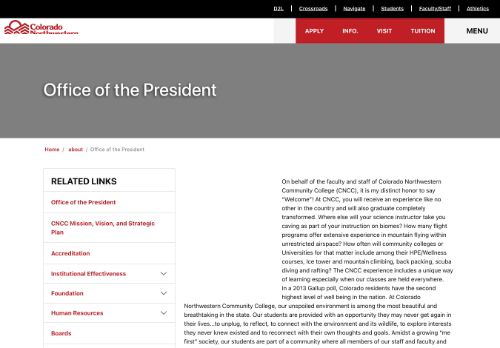 D2L
Crossroads
Navigate
Students
Faculty/Staff
Athletics
Colorado
Northwestern
APPLY
INFO.
VISIT
TUITION
MENU
Office of the President
Home / about / Office of the President
RELATED LINKS
Office of the President
CNCC Mission, Vision, and Strategic
Plan
Accreditation
Institutional Effectiveness
Foundation
Human Resources
Boards
On behalf of the faculty and staff of Colorado Northwestern
Community College (CNCC), it is my distinct honor to say
"Welcome"! At CNCC, you will receive an experience like no
other in the country and will also graduate completely
transformed. Where else will your science instructor take you
caving as part of your instruction on biomes? How many flight
programs offer extensive experience in mountain flying within
unrestricted airspace? How often will community colleges or
Universities for that matter include among their HPE/Wellness
courses, Ice tower and mountain climbing, back packing, scuba
diving and rafting? The CNCC experience includes a unique way
of learning especially when our classes are held everywhere.
In a 2013 Gallup poll, Colorado residents have the second
highest level of well being in the nation. At Colorado
Northwestern Community College, our unspoiled environment is among the most beautiful and
breathtaking in the state. Our students are provided with an opportunity they may never get again in
their lives...to unplug, to reflect, to connect with the environment and its wildlife, to explore interests
they never knew existed and to reconnect with their own thoughts and goals. Amidst a growing "me
first" society, our students are part of a community where all members of our staff and faculty and